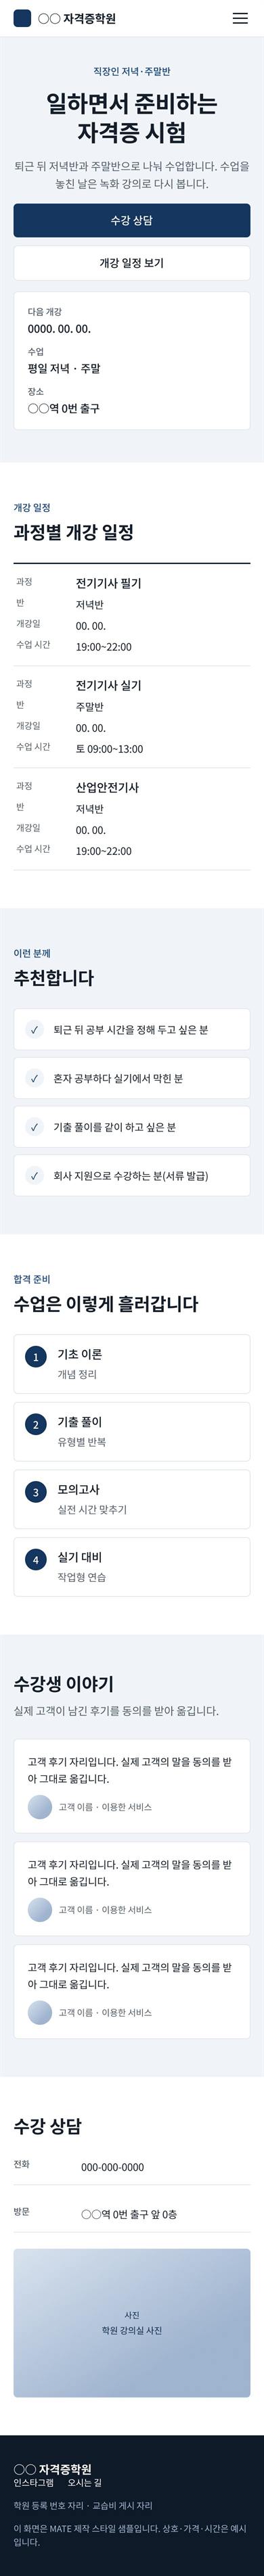 〇〇 자격증학원
직장인 저녁·주말반
일하면서 준비하는
자격증 시험
퇴근 뒤 저녁반과 주말반으로 나눠 수업합니다. 수업을
놓친 날은 녹화 강의로 다시 봅니다.
수강 상담
개강 일정 보기
다음 개강
0000. 00. 00.
수업
평일 저녁 · 주말
장소
〇〇역 0번 출구
개강 일정
과정별 개강 일정
과정 전기기사 필기
반 저녁반
개강일 00. 00.
수업 시간 19:00~22:00
과정 전기기사 실기
반 주말반
개강일 00. 00.
수업 시간 토 09:00~13:00
과정 산업안전기사
반 저녁반
개강일 00. 00.
수업 시간 19:00~22:00
이런 분께
추천합니다
✓ 퇴근 뒤 공부 시간을 정해 두고 싶은 분
✓ 혼자 공부하다 실기에서 막힌 분
✓ 기출 풀이를 같이 하고 싶은 분
✓ 회사 지원으로 수강하는 분(서류 발급)
합격 준비
수업은 이렇게 흘러갑니다
1 기초 이론
개념 정리
2 기출 풀이
유형별 반복
3 모의고사
실전 시간 맞추기
4 실기 대비
작업형 연습
수강생 이야기
실제 고객이 남긴 후기를 동의를 받아 옮깁니다.
고객 후기 자리입니다. 실제 고객의 말을 동의를 받
아 그대로 옮깁니다.
고객 이름 · 이용한 서비스
고객 후기 자리입니다. 실제 고객의 말을 동의를 받
아 그대로 옮깁니다.
고객 이름 · 이용한 서비스
고객 후기 자리입니다. 실제 고객의 말을 동의를 받
아 그대로 옮깁니다.
고객 이름 · 이용한 서비스
수강 상담
전화 000-000-0000
방문 〇〇역 0번 출구 앞 0층
사진
학원 강의실 사진
〇〇 자격증학원
인스타그램 오시는 길
학원 등록 번호 자리 · 교습비 게시 자리
이 화면은 MATE 제작 스타일 샘플입니다. 상호·가격·시간은 예시
입니다.